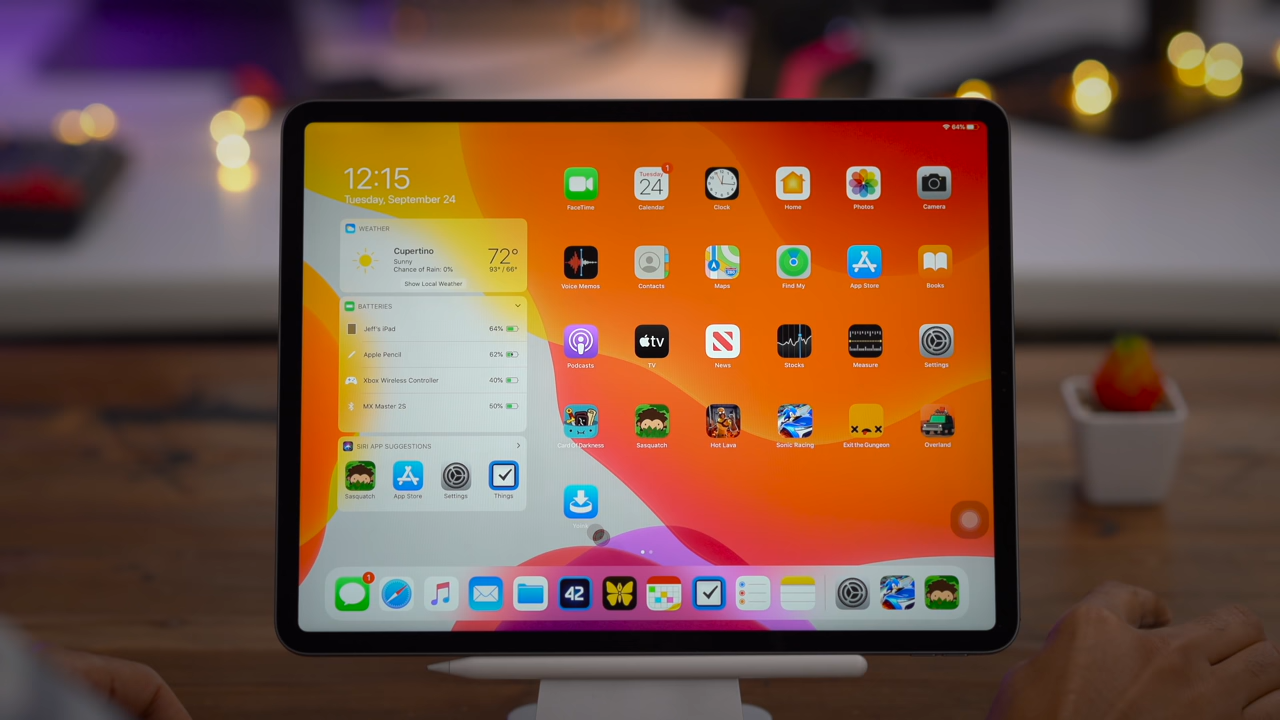 64%
12:15
Tuesday, September 24
WEATHER
Cupertino
Sunny
Chance of Rain: 0%
72°
93° / 66°
Show Local Weather
BATTERIES
Jeff's iPad 64%
Apple Pencil 62%
Xbox Wireless Controller 40%
MX Master 2S 60%
SIRI APP SUGGESTIONS
Sasquatch App Store Settings Things
1
Tuesday
24
FaceTime Calendar Clock Home Photos Camera
Voice Memos Contacts Maps Find My App Store Books
tv
Podcasts TV News Stocks Measure Settings
Card Of Darkness Sasquatch Hot Lava Sonic Racing Exit the Gungeon Overland
1
42